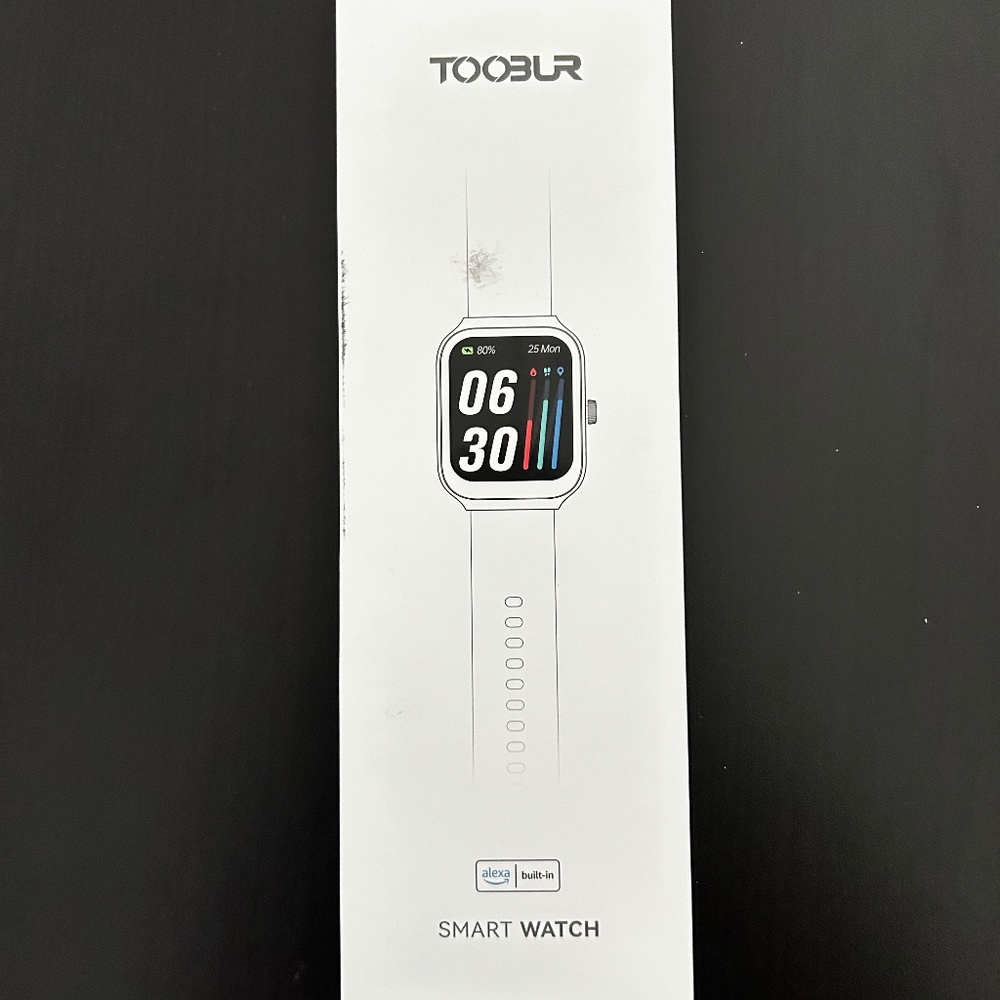 TOOBUR
80% 25 Mon
06
30
alexa built-in
SMART WATCH